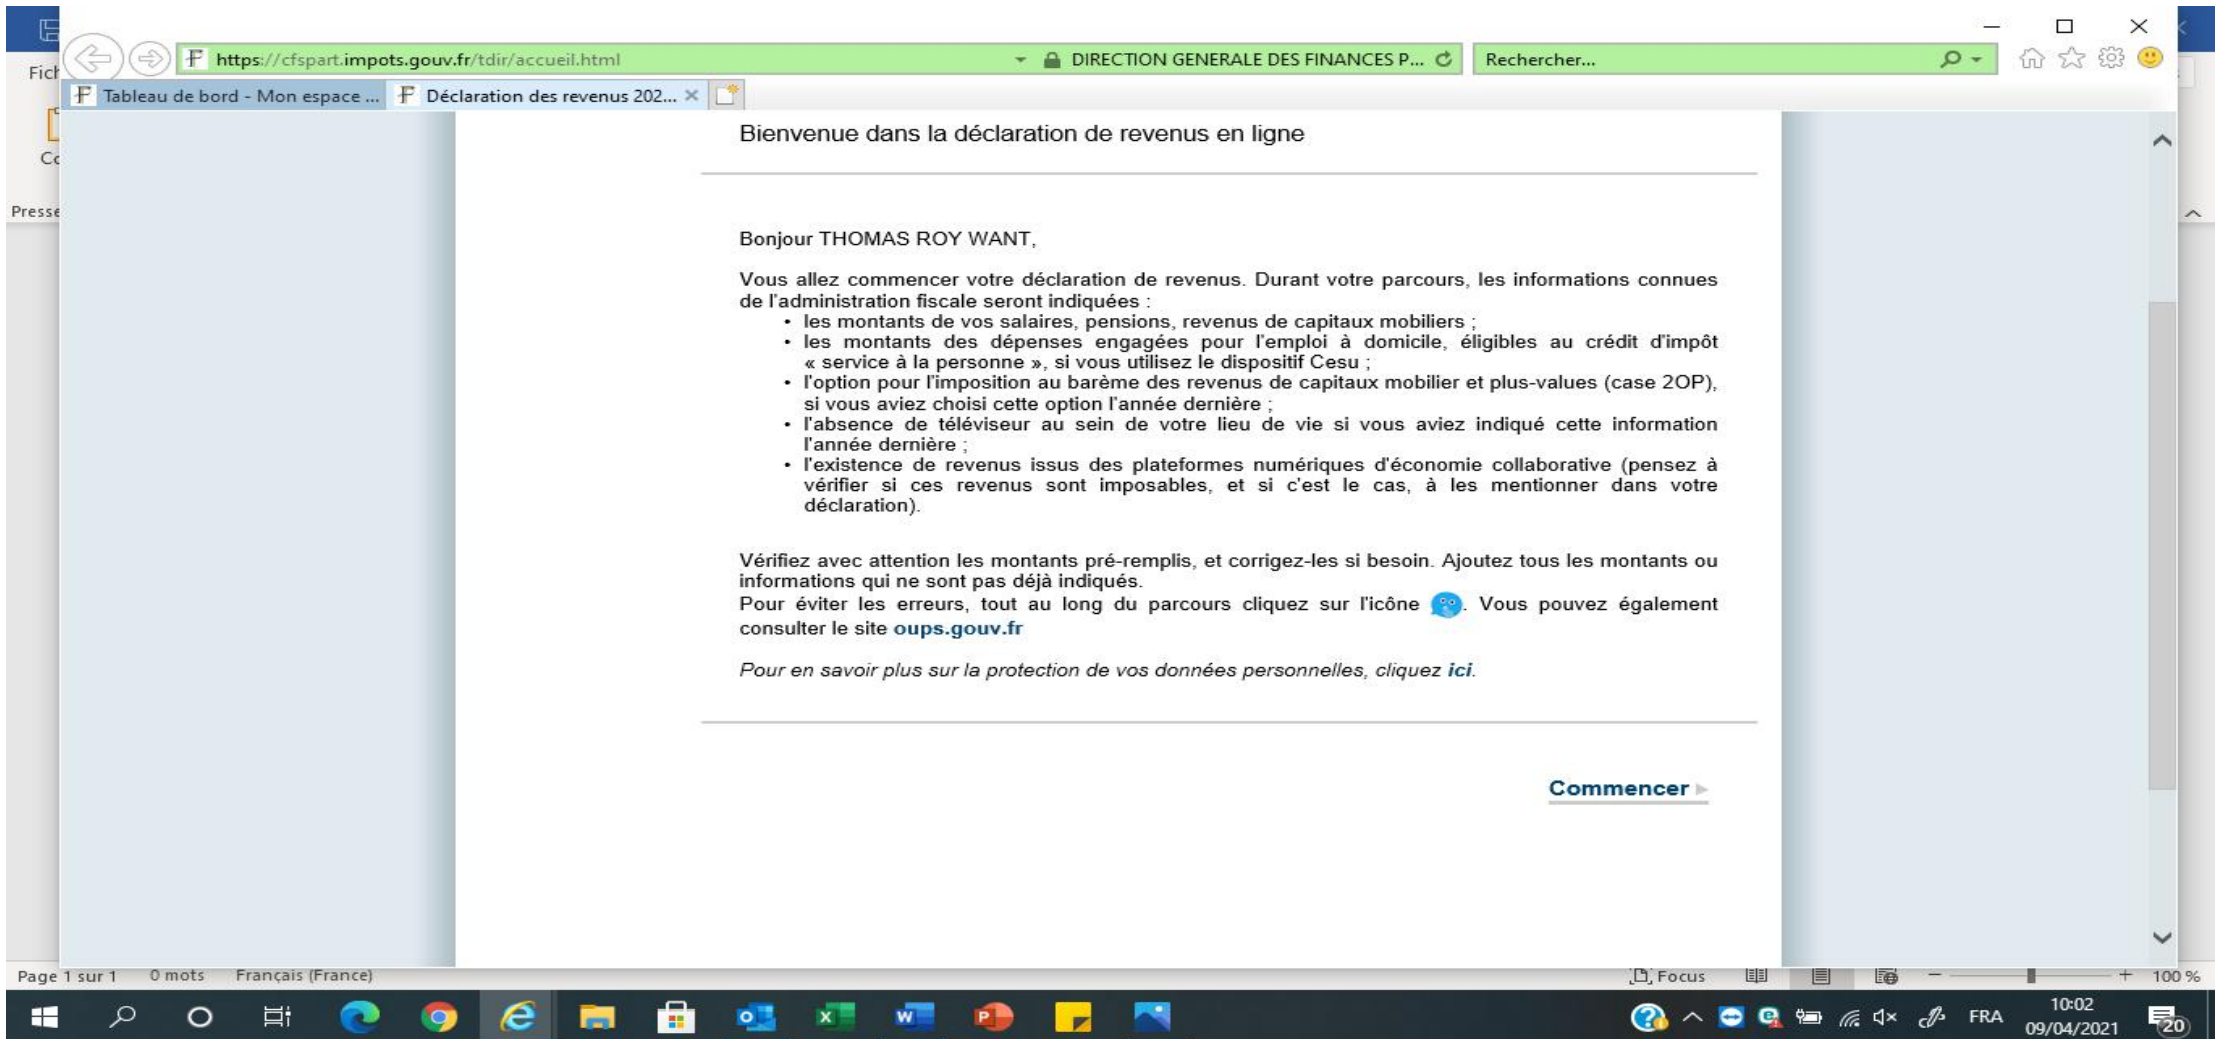 Fich
https://cfspart.impots.gouv.fr/tdir/accueil.html
DIRECTION GENERALE DES FINANCES P...
Rechercher...
Tableau de bord - Mon espace ...
Déclaration des revenus 202...
Presse
Bienvenue dans la déclaration de revenus en ligne
Bonjour THOMAS ROY WANT,
Vous allez commencer votre déclaration de revenus. Durant votre parcours, les informations connues
de l'administration fiscale seront indiquées :
• les montants de vos salaires, pensions, revenus de capitaux mobiliers ;
• les montants des dépenses engagées pour l'emploi à domicile, éligibles au crédit d'impôt
« service à la personne », si vous utilisez le dispositif Cesu ;
• l'option pour l'imposition au barème des revenus de capitaux mobilier et plus-values (case 2OP),
si vous aviez choisi cette option l'année dernière ;
• l'absence de téléviseur au sein de votre lieu de vie si vous aviez indiqué cette information
l'année dernière ;
• l'existence de revenus issus des plateformes numériques d'économie collaborative (pensez à
vérifier si ces revenus sont imposables, et si c'est le cas, à les mentionner dans votre
déclaration).
Vérifiez avec attention les montants pré-remplis, et corrigez-les si besoin. Ajoutez tous les montants ou
informations qui ne sont pas déjà indiqués.
Pour éviter les erreurs, tout au long du parcours cliquez sur l'icône . Vous pouvez également
consulter le site oups.gouv.fr
Pour en savoir plus sur la protection de vos données personnelles, cliquez ici.
Commencer
Page 1 sur 1 0 mots Français (France)
Focus
100 %
FRA
10:02
09/04/2021
20